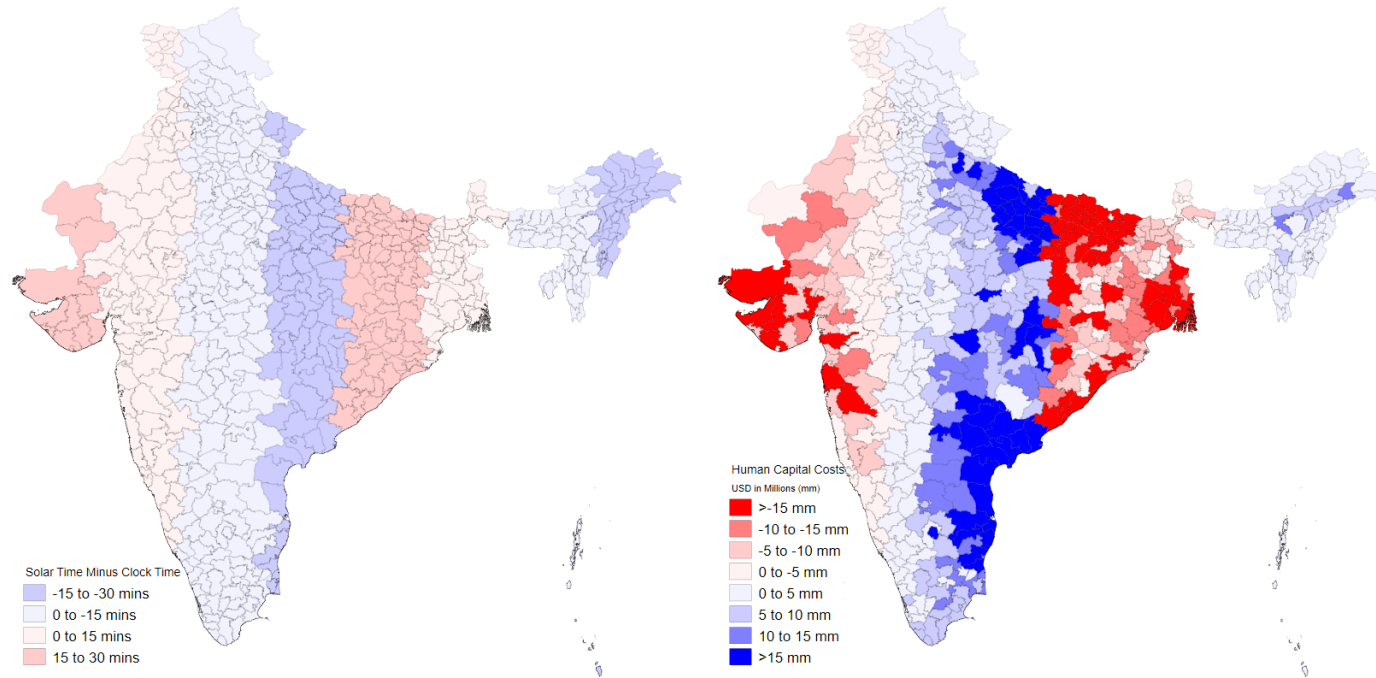 Solar Time Minus Clock Time
-15 to -30 mins
0 to -15 mins
0 to 15 mins
15 to 30 mins
Human Capital Costs
USD in Millions (mm)
>-15 mm
-10 to -15 mm
-5 to -10 mm
0 to -5 mm
0 to 5 mm
5 to 10 mm
10 to 15 mm
>15 mm